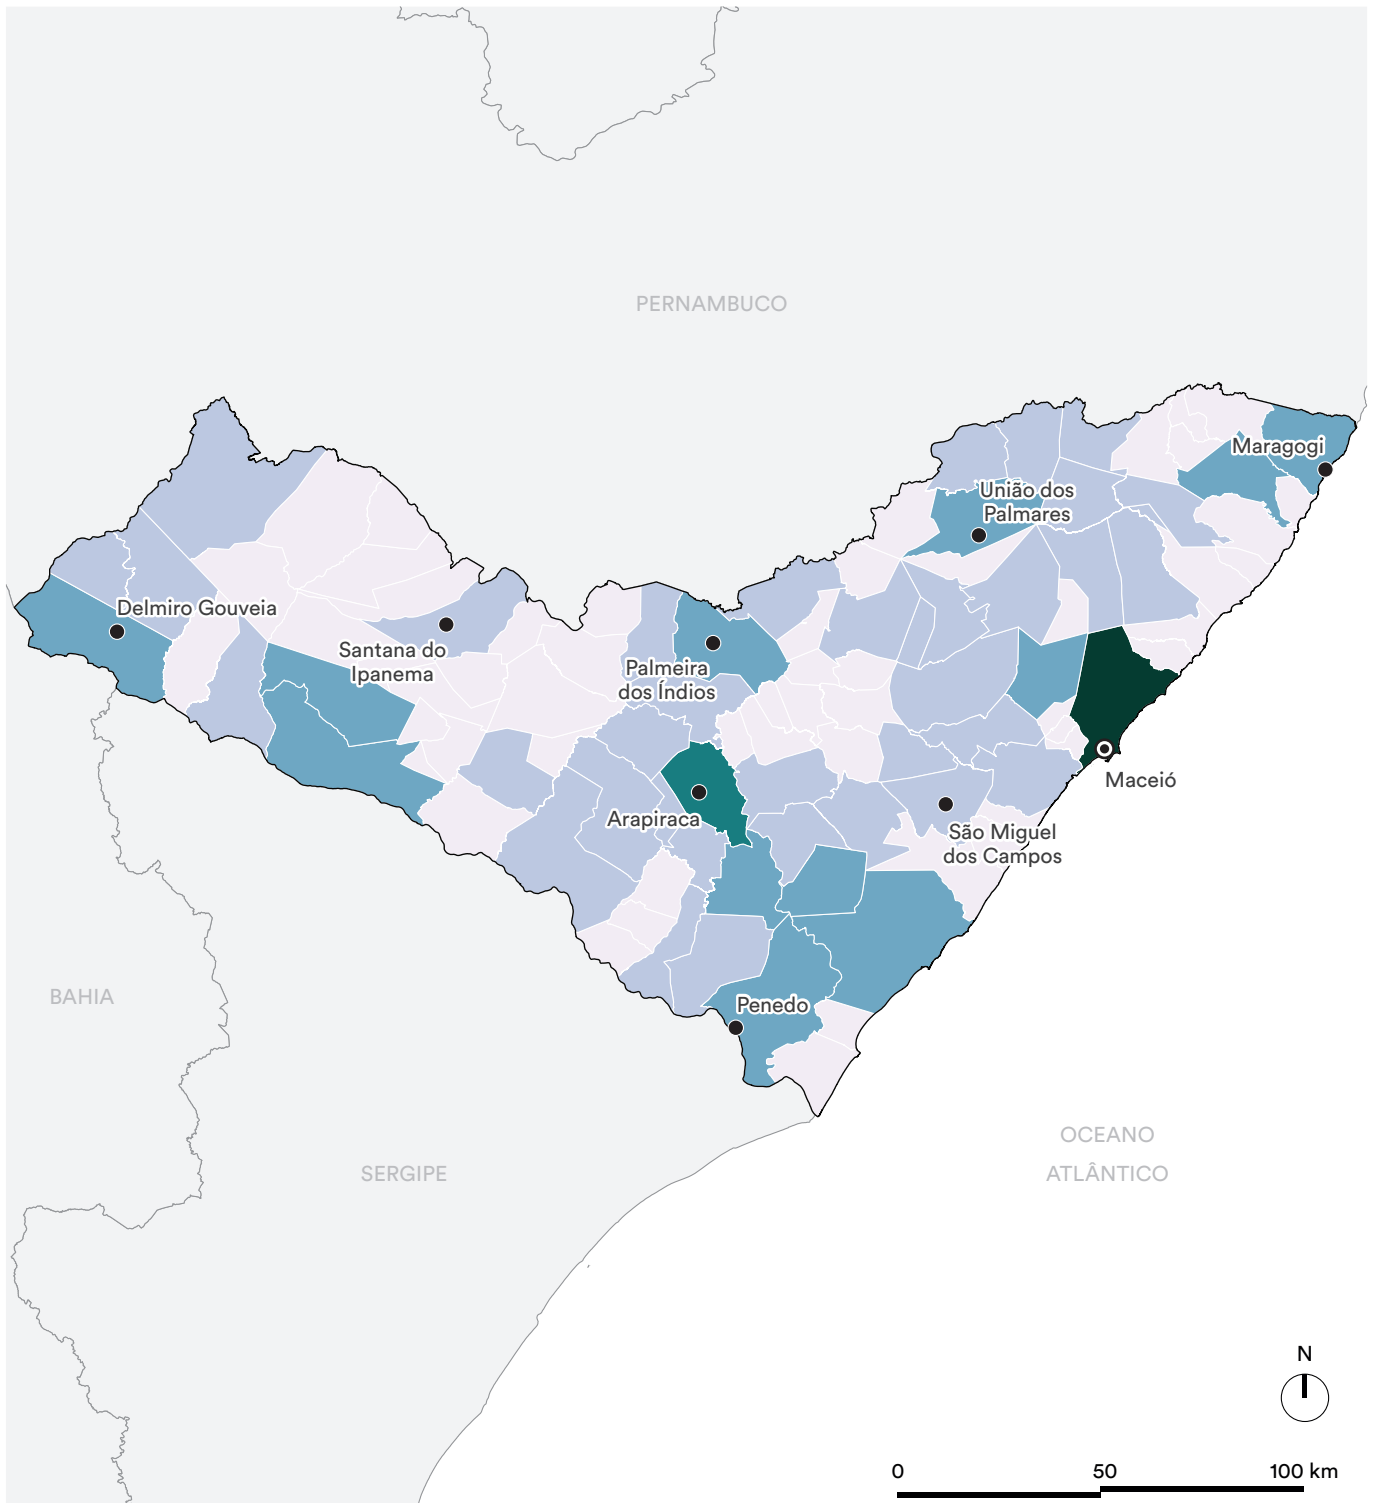 PERNAMBUCO
Maragogi
União dos
Palmares
Delmiro Gouveia
Santana do
Ipanema
Palmeira
dos Índios
Maceió
Arapiraca
São Miguel
dos Campos
BAHIA
Penedo
OCEANO
ATLÂNTICO
SERGIPE
N
0 50 100 km